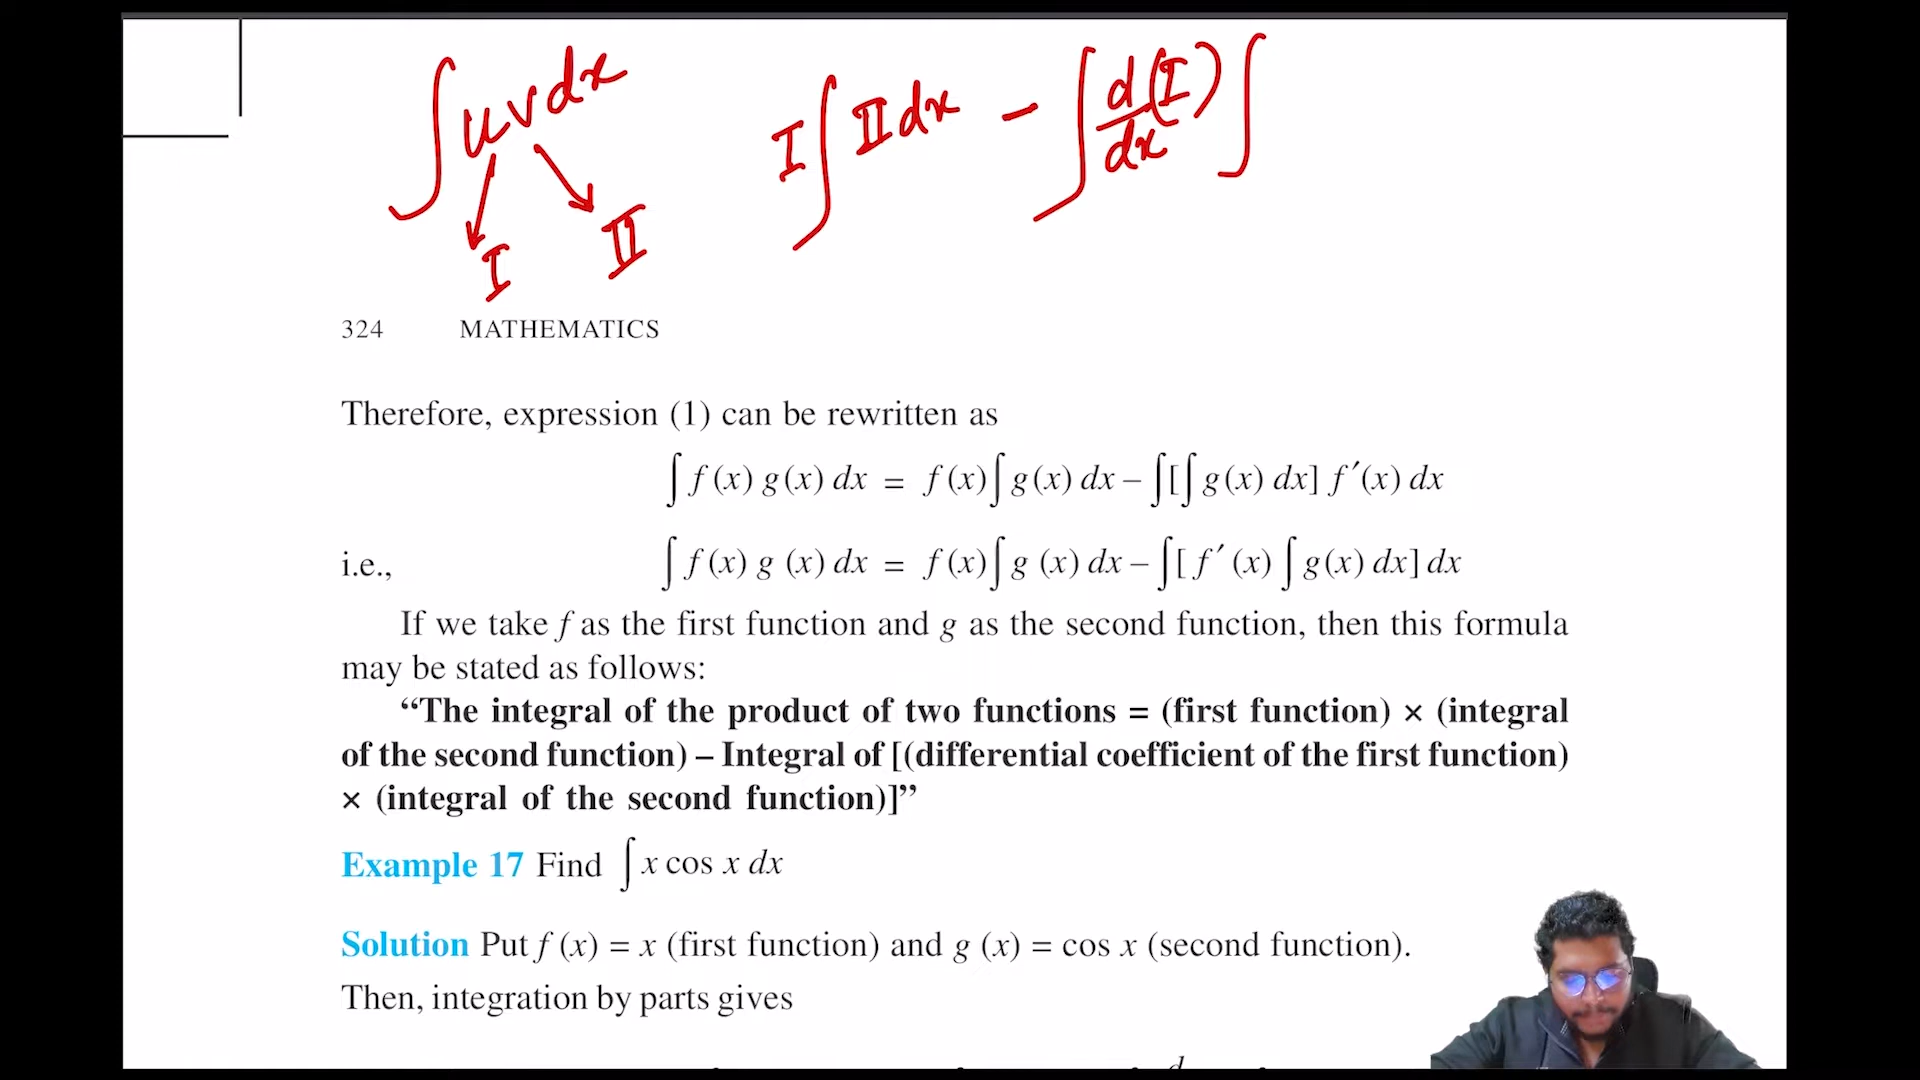 ∫ u v dx    I ∫ II dx − ∫ d(I)/dx ∫
I    II
324 MATHEMATICS
Therefore, expression (1) can be rewritten as
∫ f (x) g(x) dx = f (x) ∫ g(x) dx – ∫[∫ g(x) dx] f ′(x) dx
i.e., ∫ f (x) g (x) dx = f (x) ∫ g (x) dx – ∫[ f ′ (x) ∫ g(x) dx] dx
If we take f as the first function and g as the second function, then this formula
may be stated as follows:
“The integral of the product of two functions = (first function) × (integral
of the second function) – Integral of [(differential coefficient of the first function)
× (integral of the second function)]”
Example 17 Find ∫ x cos x dx
Solution Put f (x) = x (first function) and g (x) = cos x (second function).
Then, integration by parts gives
d